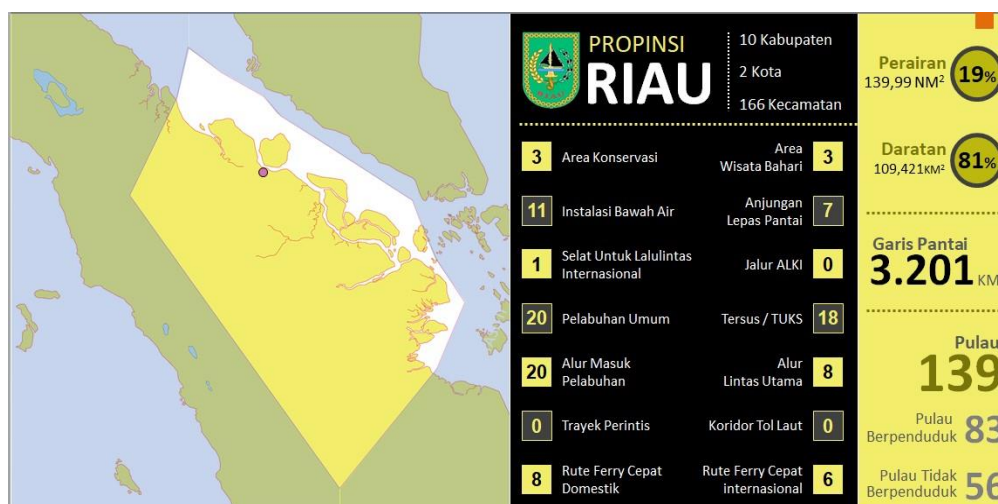 PROPINSI
RIAU
10 Kabupaten
2 Kota
166 Kecamatan
3 Area Konservasi
Area
Wisata Bahari 3
11 Instalasi Bawah Air
Anjungan
Lepas Pantai 7
1 Selat Untuk Lalulintas
Internasional
Jalur ALKI 0
20 Pelabuhan Umum
Tersus / TUKS 18
20 Alur Masuk
Pelabuhan
Alur
Lintas Utama 8
0 Trayek Perintis
Koridor Tol Laut 0
8 Rute Ferry Cepat
Domestik
Rute Ferry Cepat
internasional 6
Perairan
139,99 NM² 19%
Daratan
109,421KM² 81%
Garis Pantai
3.201 KM
Pulau
139
Pulau
Berpenduduk 83
Pulau Tidak
Berpenduduk 56